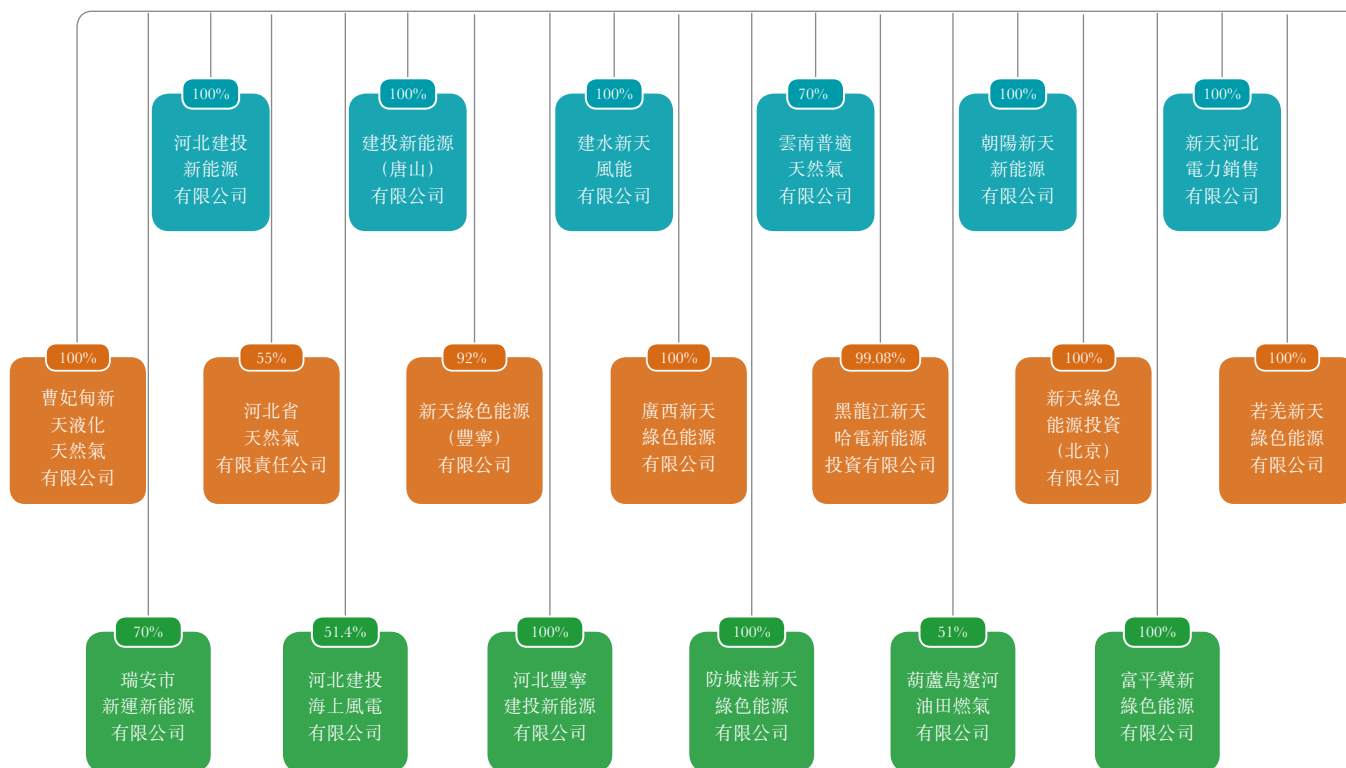 100%
河北建投
新能源
有限公司
100%
建投新能源
（唐山）
有限公司
100%
建水新天
風能
有限公司
70%
雲南普適
天然氣
有限公司
100%
朝陽新天
新能源
有限公司
100%
新天河北
電力銷售
有限公司
100%
曹妃甸新
天液化
天然氣
有限公司
55%
河北省
天然氣
有限責任公司
92%
新天綠色能源
（豐寧）
有限公司
100%
廣西新天
綠色能源
有限公司
99.08%
黑龍江新天
哈電新能源
投資有限公司
100%
新天綠色
能源投資
（北京）
有限公司
100%
若羌新天
綠色能源
有限公司
70%
瑞安市
新運新能源
有限公司
51.4%
河北建投
海上風電
有限公司
100%
河北豐寧
建投新能源
有限公司
100%
防城港新天
綠色能源
有限公司
51%
葫蘆島遼河
油田燃氣
有限公司
100%
富平冀新
綠色能源
有限公司